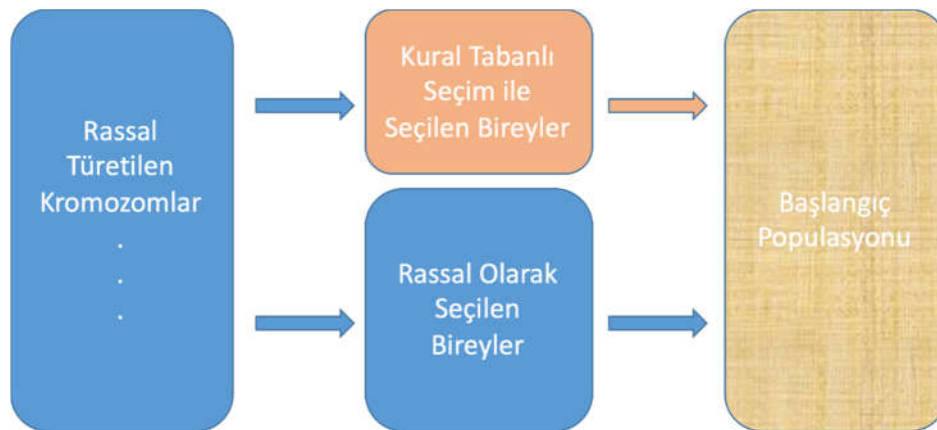 Rassal
Türetilen
Kromozomlar
.
.
.
Kural Tabanlı
Seçim ile
Seçilen Bireyler
Rassal Olarak
Seçilen
Bireyler
Başlangıç
Populasyonu